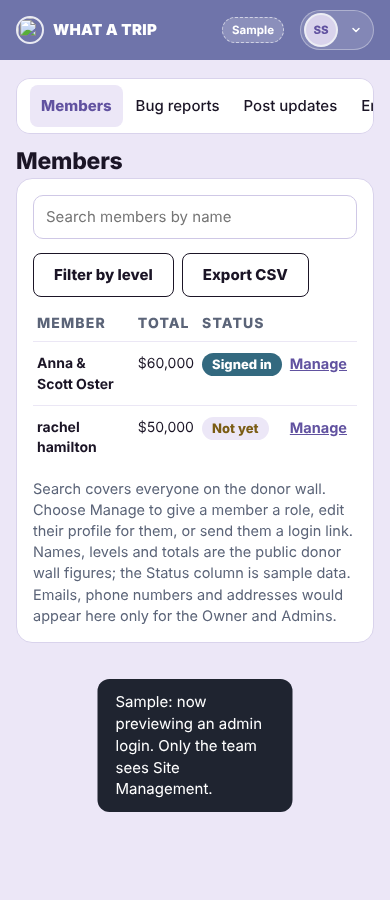 WHAT A TRIP
Sample
SS
Members
Bug reports
Post updates
Members
Search members by name
Filter by level
Export CSV
MEMBER TOTAL STATUS
Anna & $60,000 Signed in Manage
Scott Oster
rachel $50,000 Not yet Manage
hamilton
Search covers everyone on the donor wall.
Choose Manage to give a member a role, edit
their profile for them, or send them a login link.
Names, levels and totals are the public donor
wall figures; the Status column is sample data.
Emails, phone numbers and addresses would
appear here only for the Owner and Admins.
Sample: now
previewing an admin
login. Only the team
sees Site
Management.